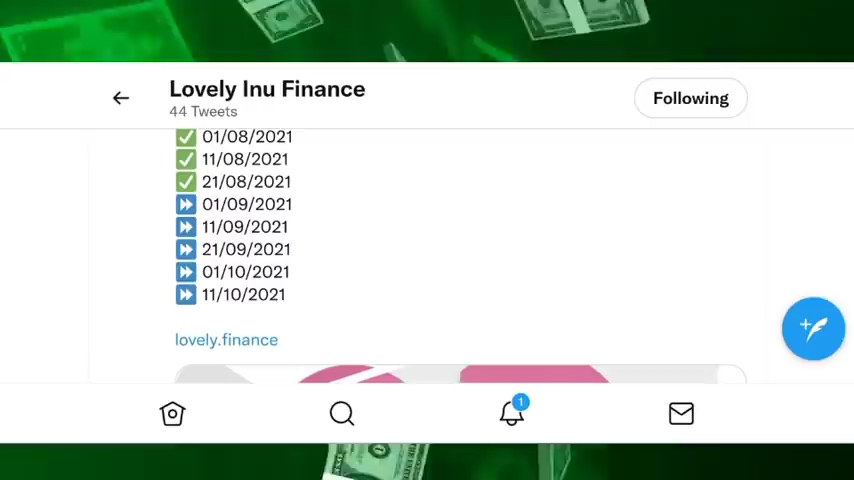 Lovely Inu Finance
44 Tweets
Following
01/08/2021
11/08/2021
21/08/2021
01/09/2021
11/09/2021
21/09/2021
01/10/2021
11/10/2021
lovely.finance
1